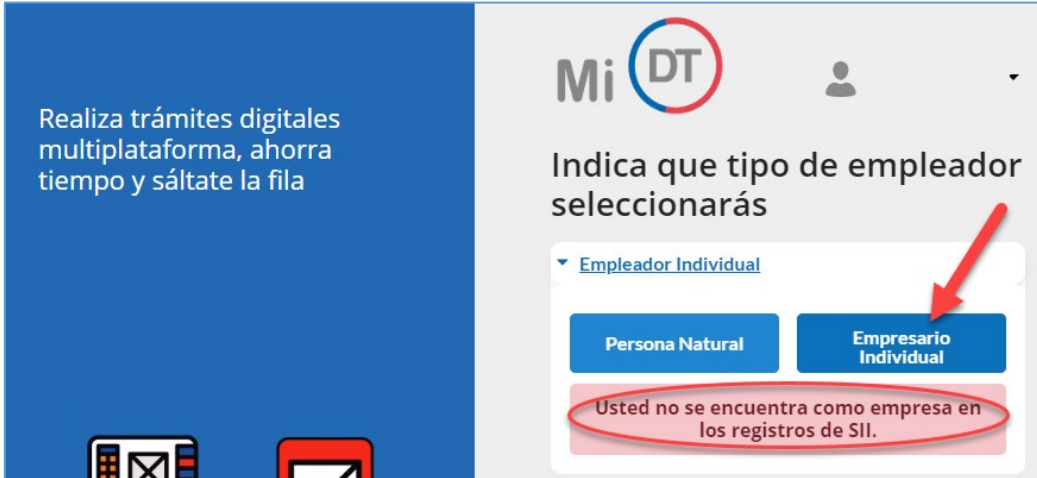 Realiza trámites digitales
multiplataforma, ahorra
tiempo y sáltate la fila
Mi DT
Indica que tipo de empleador
seleccionarás
Empleador Individual
Persona Natural
Empresario
Individual
Usted no se encuentra como empresa en
los registros de SII.